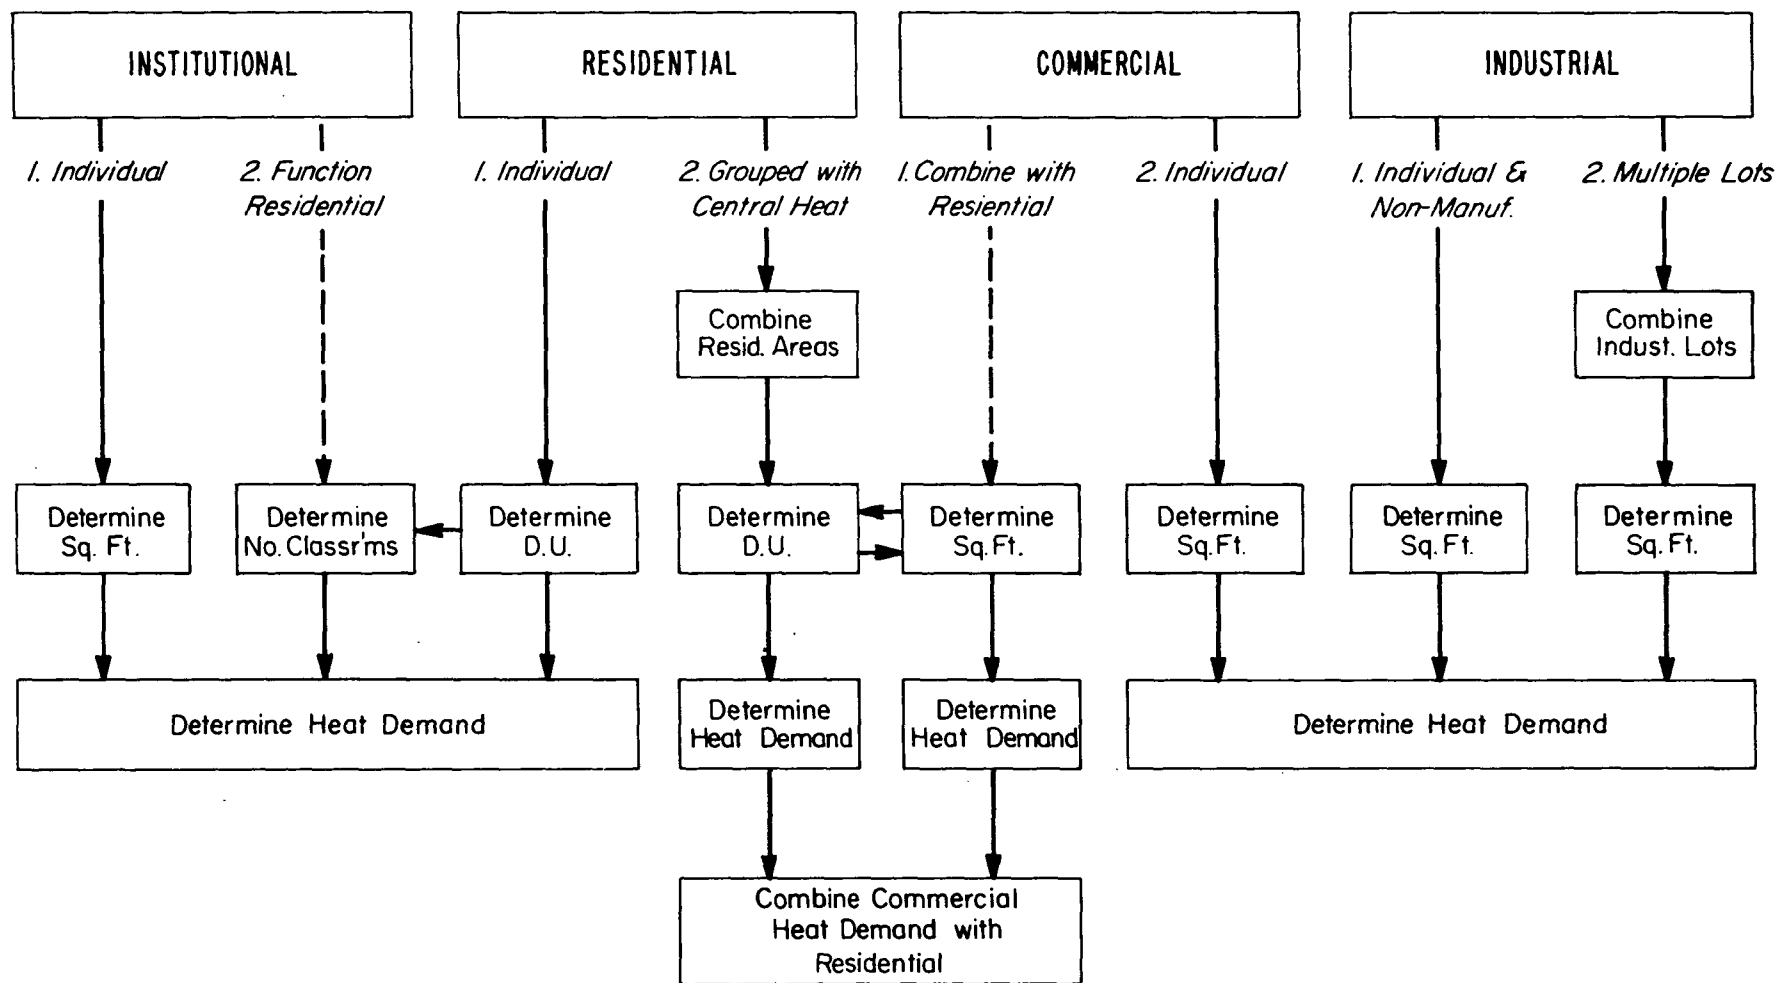 INSTITUTIONAL
RESIDENTIAL
COMMERCIAL
INDUSTRIAL
1. Individual
2. Function
Residential
1. Individual
2. Grouped with
Central Heat
1. Combine with
Resiential
2. Individual
1. Individual &
Non-Manuf.
2. Multiple Lots
Combine
Resid. Areas
Combine
Indust. Lots
Determine
Sq. Ft.
Determine
No. Classr'ms
Determine
D.U.
Determine
D.U.
Determine
Sq. Ft.
Determine
Sq. Ft.
Determine
Sq. Ft.
Determine
Sq. Ft.
Determine Heat Demand
Determine
Heat Demand
Determine
Heat Demand
Determine Heat Demand
Combine Commercial
Heat Demand with
Residential